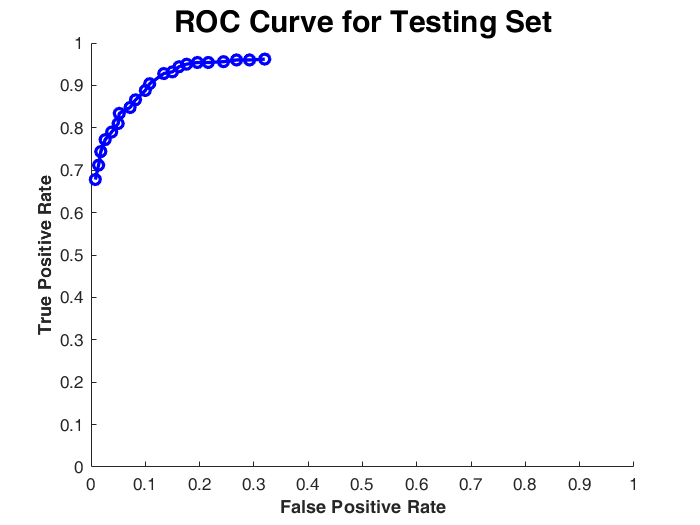 ROC Curve for Testing Set
1
0.9
0.8
0.7
0.6
0.5
0.4
0.3
0.2
0.1
0
True Positive Rate
0 0.1 0.2 0.3 0.4 0.5 0.6 0.7 0.8 0.9 1
False Positive Rate